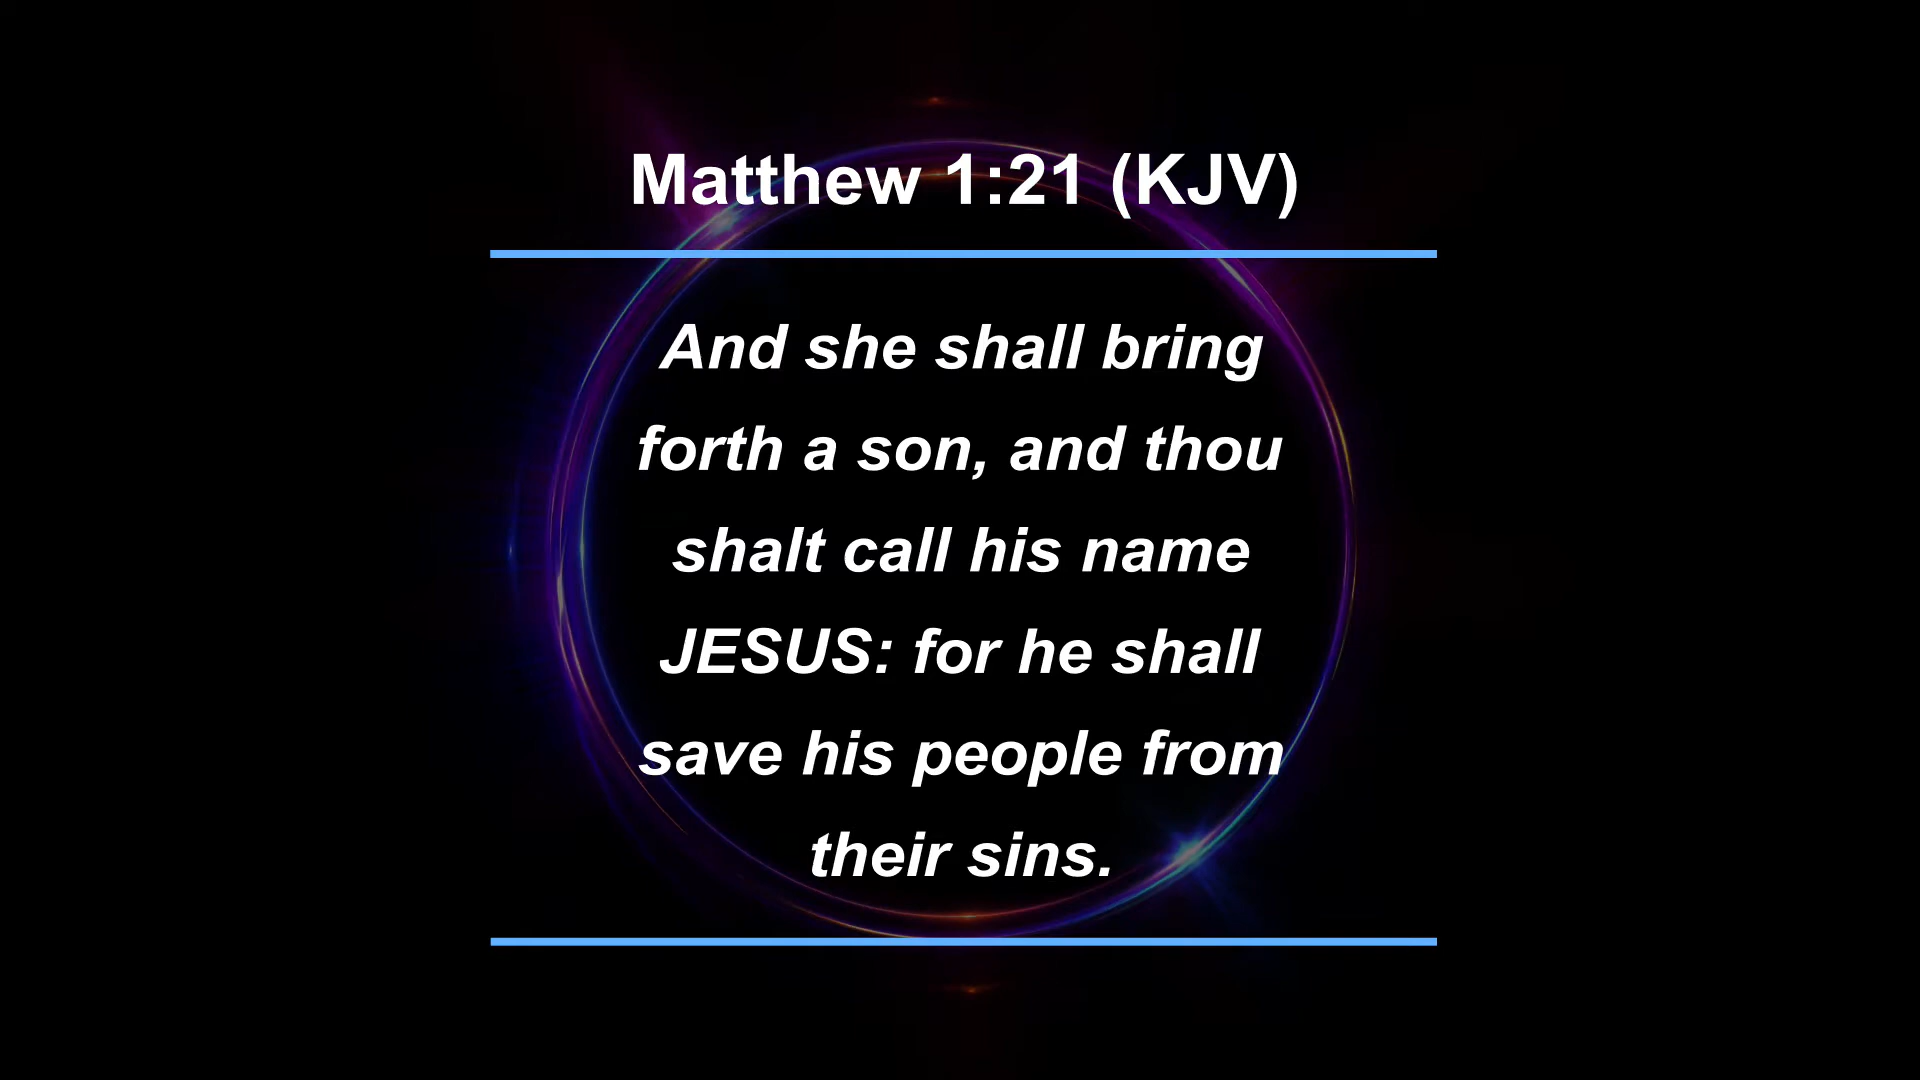 Matthew 1:21 (KJV)
And she shall bring
forth a son, and thou
shalt call his name
JESUS: for he shall
save his people from
their sins.